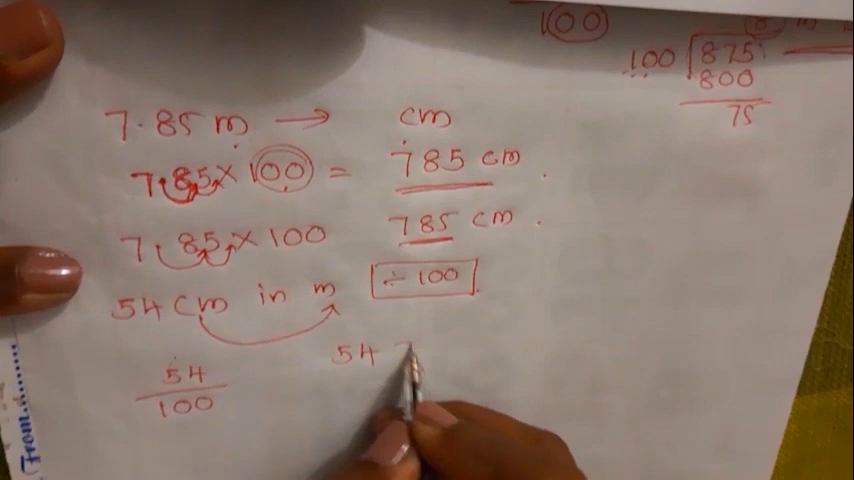 100
100 ) 875
800
75
7.85 m → cm
7.85 × 100 = 785 cm .
7 85 × 100 785 cm .
54 cm in m ÷ 100
54
100
54
From